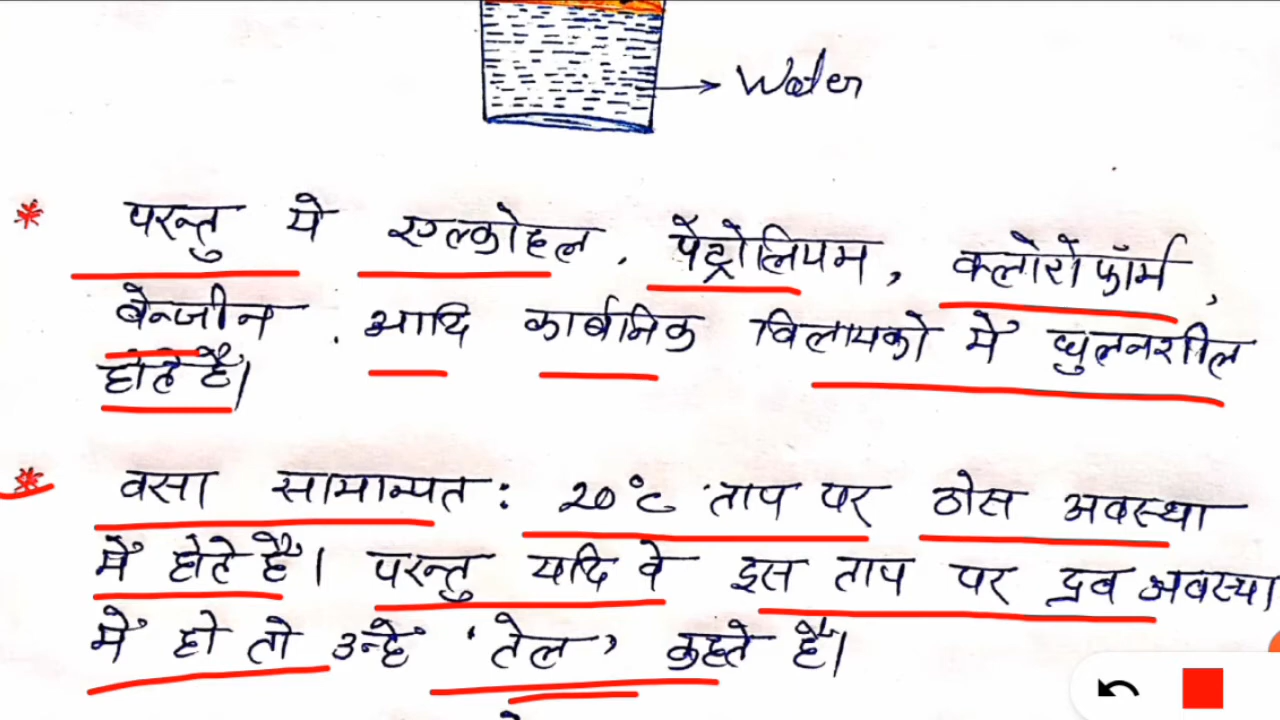 Water
* परन्तु ये एल्कोहल, पेट्रोलियम, क्लोरोफॉर्म,
बेन्जीन, आदि कार्बनिक विलायको में घुलनशील
होते है।
* वसा सामान्यत: 20°C ताप पर ठोस अवस्था
में होते है। परन्तु यदि वे इस ताप पर द्रव अवस्था
में हो तो उन्हे 'तेल' कहते है।